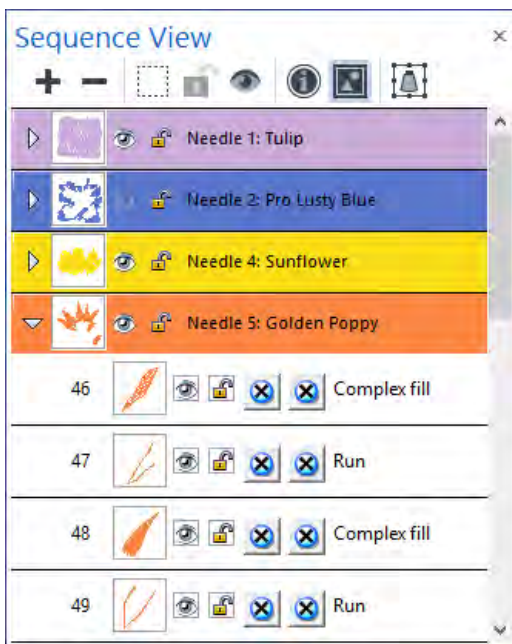 Sequence View
Needle 1: Tulip
Needle 2: Pro Lusty Blue
Needle 4: Sunflower
Needle 5: Golden Poppy
46 Complex fill
47 Run
48 Complex fill
49 Run